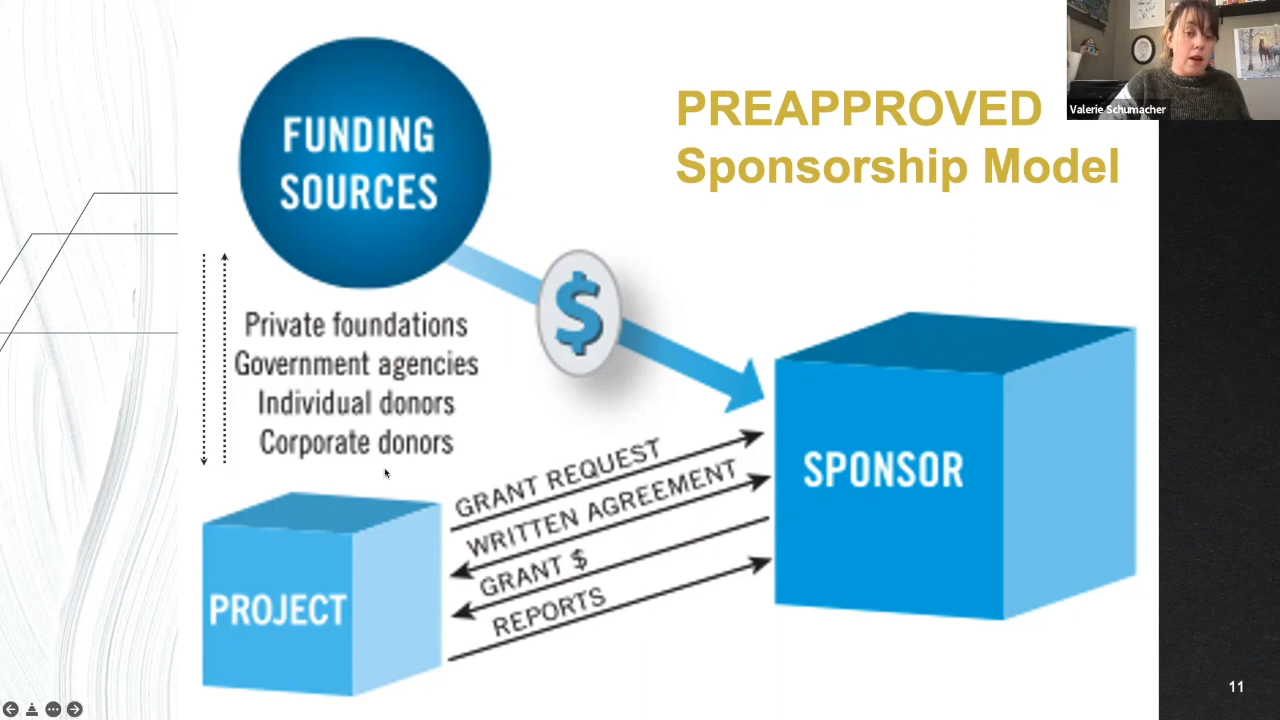 PREAPPROVED
Sponsorship Model
Valerie Schumacher
FUNDING
SOURCES
$
Private foundations
Government agencies
Individual donors
Corporate donors
GRANT REQUEST
WRITTEN AGREEMENT
GRANT $
REPORTS
SPONSOR
PROJECT
11